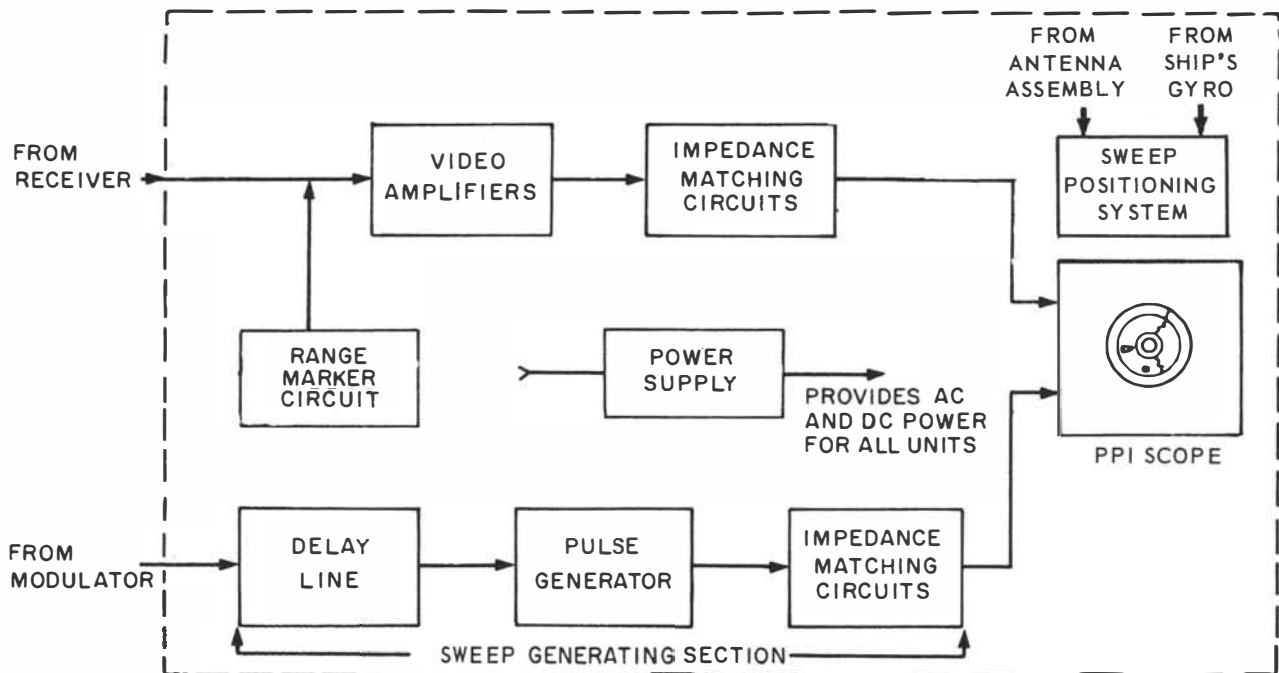 FROM
ANTENNA
ASSEMBLY
FROM
SHIP'S
GYRO
FROM
RECEIVER
VIDEO
AMPLIFIERS
IMPEDANCE
MATCHING
CIRCUITS
SWEEP
POSITIONING
SYSTEM
RANGE
MARKER
CIRCUIT
POWER
SUPPLY
PROVIDES AC
AND DC POWER
FOR ALL UNITS
PPI SCOPE
FROM
MODULATOR
DELAY
LINE
PULSE
GENERATOR
IMPEDANCE
MATCHING
CIRCUITS
SWEEP GENERATING SECTION